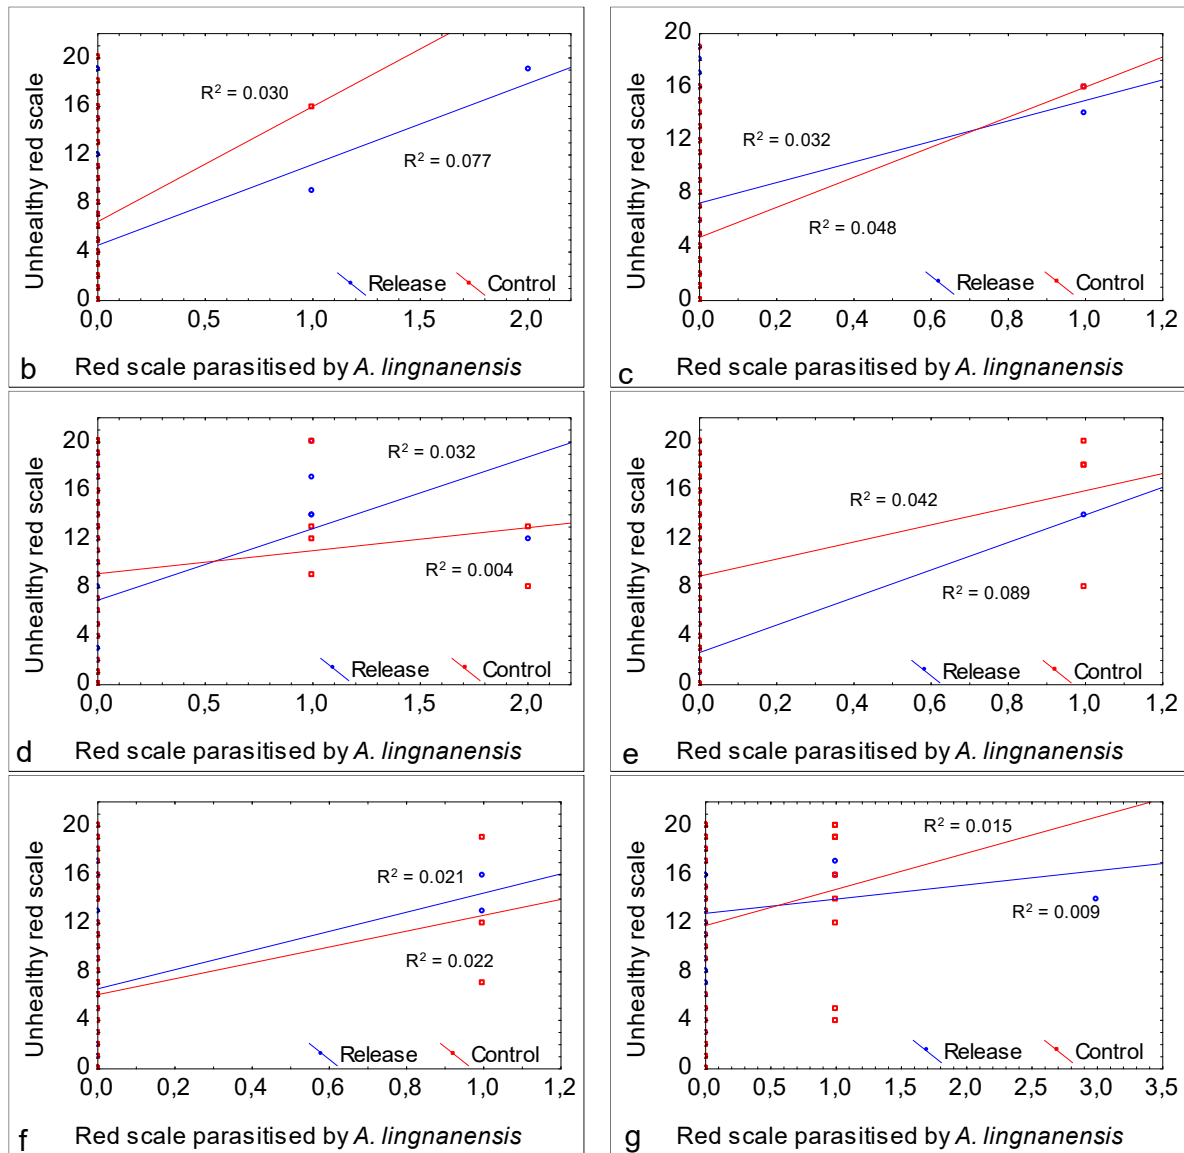 20
16
12
8
4
0
Unhealthy red scale
R² = 0.030
R² = 0.077
Release Control
0,0 0,5 1,0 1,5 2,0
b Red scale parasitised by A. lingnanensis
20
16
12
8
4
0
Unhealthy red scale
R² = 0.032
R² = 0.048
Release Control
0,0 0,2 0,4 0,6 0,8 1,0 1,2
c Red scale parasitised by A. lingnanensis
20
16
12
8
4
0
Unhealthy red scale
R² = 0.032
R² = 0.004
Release Control
0,0 0,5 1,0 1,5 2,0
d Red scale parasitised by A. lingnanensis
20
16
12
8
4
0
Unhealthy red scale
R² = 0.042
R² = 0.089
Release Control
0,0 0,2 0,4 0,6 0,8 1,0 1,2
e Red scale parasitised by A. lingnanensis
20
16
12
8
4
0
Unhealthy red scale
R² = 0.021
R² = 0.022
Release Control
0,0 0,2 0,4 0,6 0,8 1,0 1,2
f Red scale parasitised by A. lingnanensis
20
16
12
8
4
0
Unhealthy red scale
R² = 0.015
R² = 0.009
Release Control
0,0 0,5 1,0 1,5 2,0 2,5 3,0 3,5
g Red scale parasitised by A. lingnanensis